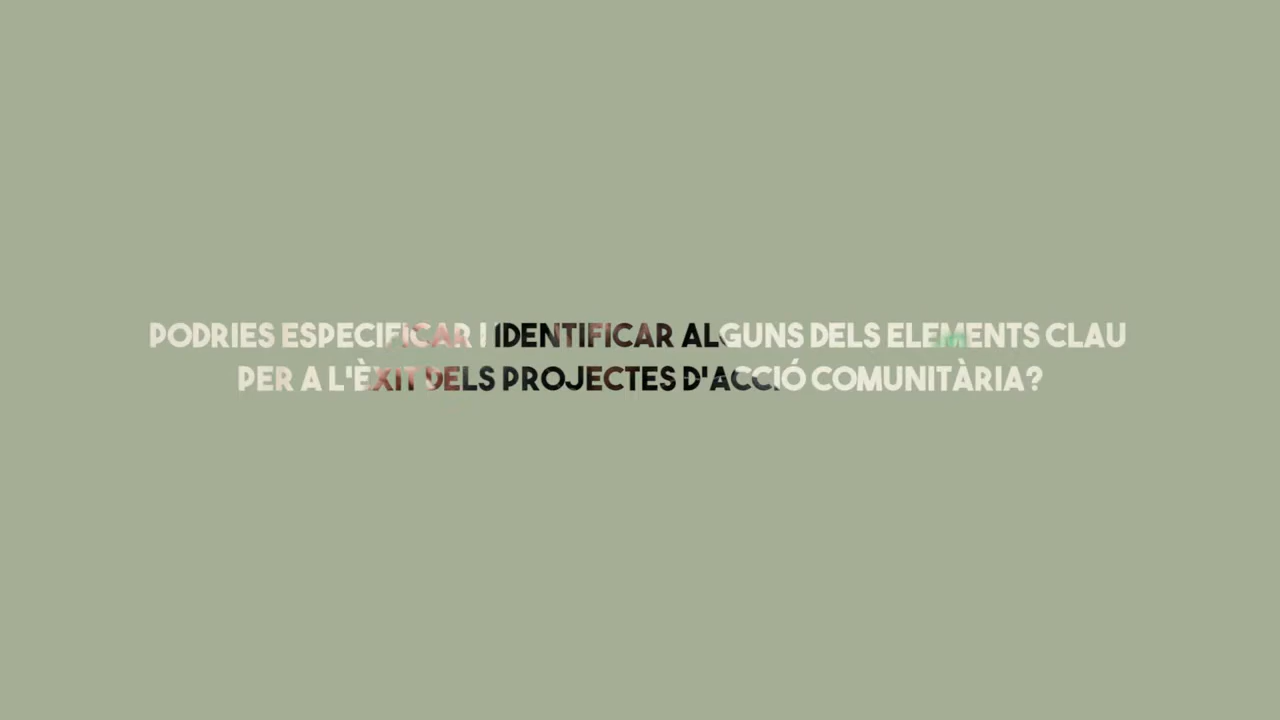 PODRIES ESPECIFICAR I IDENTIFICAR ALGUNS DELS ELEMENTS CLAU
PER A L'ÈXIT DELS PROJECTES D'ACCIÓ COMUNITÀRIA?